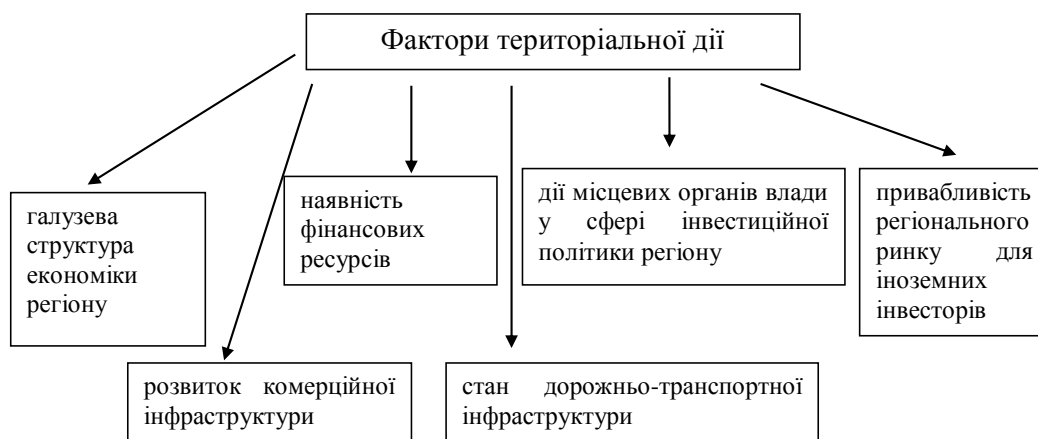 Фактори територіальної дії
галузева
структура
економіки
регіону
наявність
фінансових
ресурсів
дії місцевих органів влади
у сфері інвестиційної
політики регіону
привабливість
регіонального
ринку для
іноземних
інвесторів
розвиток комерційної
інфраструктури
стан дорожньо-транспортної
інфраструктури